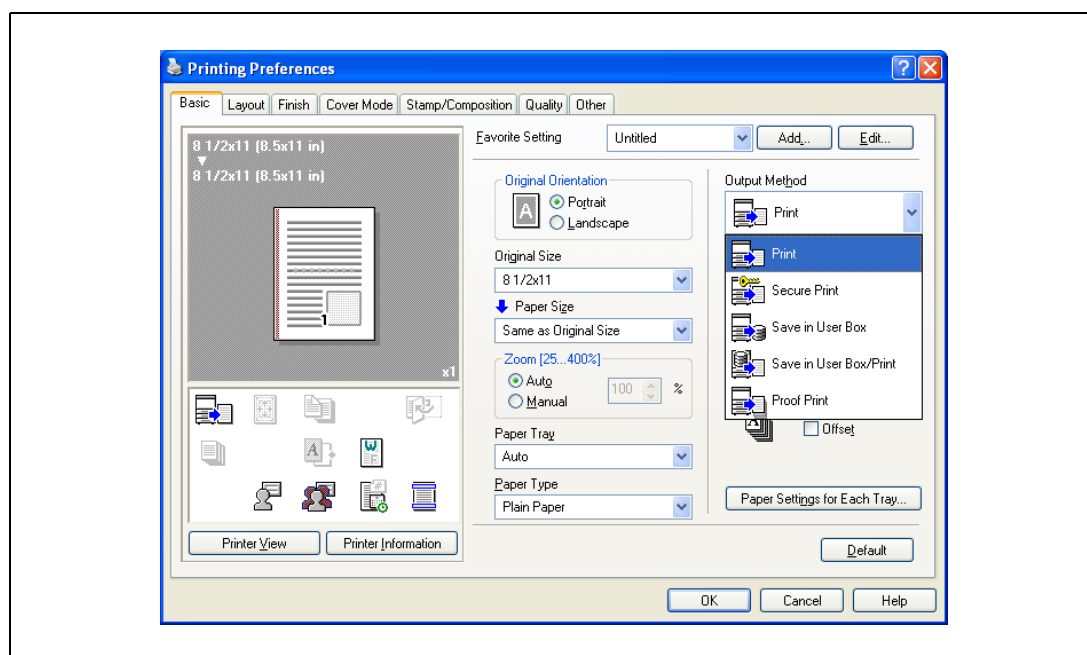 Printing Preferences
Basic Layout Finish Cover Mode Stamp/Composition Quality Other
8 1/2x11 (8.5x11 in)
8 1/2x11 (8.5x11 in)
1
x1
Printer View Printer Information
Favorite Setting Untitled Add... Edit...
Original Orientation
A
Portrait
Landscape
Original Size
8 1/2x11
Paper Size
Same as Original Size
Zoom [25...400%]
Auto
Manual
100 %
Paper Tray
Auto
Paper Type
Plain Paper
Output Method
Print
Print
Secure Print
Save in User Box
Save in User Box/Print
Proof Print
Offset
Paper Settings for Each Tray...
Default
OK Cancel Help